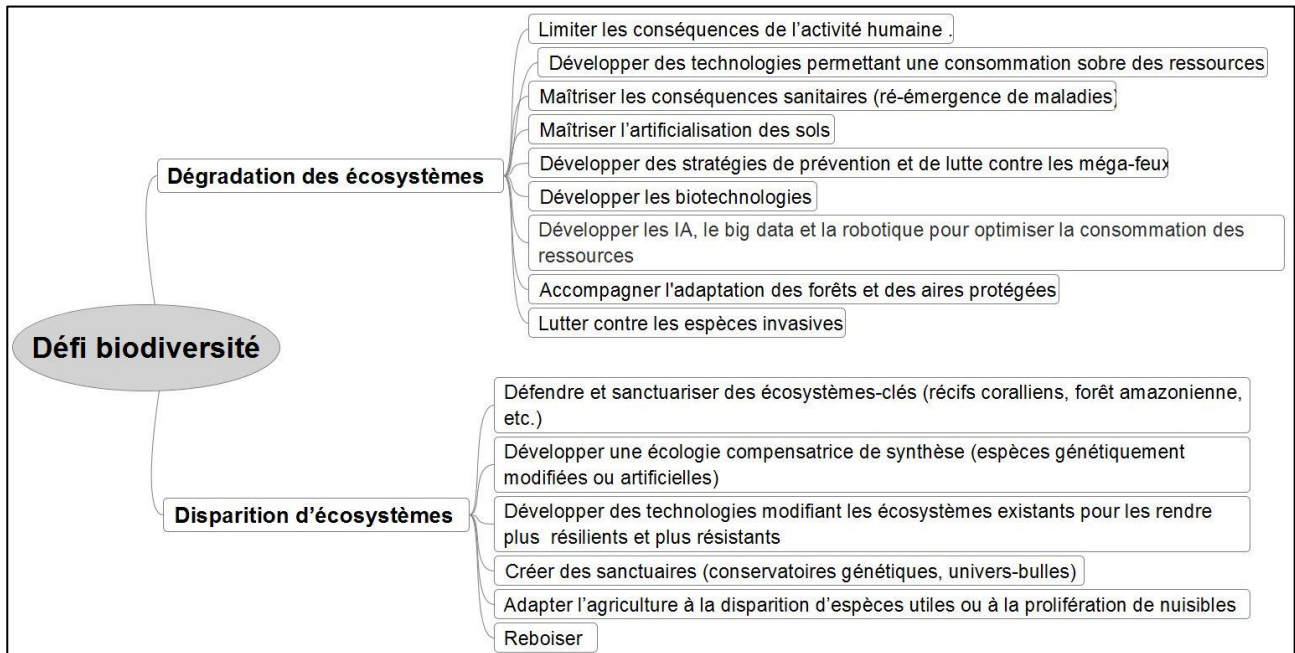 Défi biodiversité
Dégradation des écosystèmes
Limiter les conséquences de l’activité humaine .
Développer des technologies permettant une consommation sobre des ressources
Maîtriser les conséquences sanitaires (ré-émergence de maladies)
Maîtriser l’artificialisation des sols
Développer des stratégies de prévention et de lutte contre les méga-feux
Développer les biotechnologies
Développer les IA, le big data et la robotique pour optimiser la consommation des
ressources
Accompagner l'adaptation des forêts et des aires protégées
Lutter contre les espèces invasives
Disparition d’écosystèmes
Défendre et sanctuariser des écosystèmes-clés (récifs coralliens, forêt amazonienne,
etc.)
Développer une écologie compensatrice de synthèse (espèces génétiquement
modifiées ou artificielles)
Développer des technologies modifiant les écosystèmes existants pour les rendre
plus résilients et plus résistants
Créer des sanctuaires (conservatoires génétiques, univers-bulles)
Adapter l’agriculture à la disparition d’espèces utiles ou à la prolifération de nuisibles
Reboiser